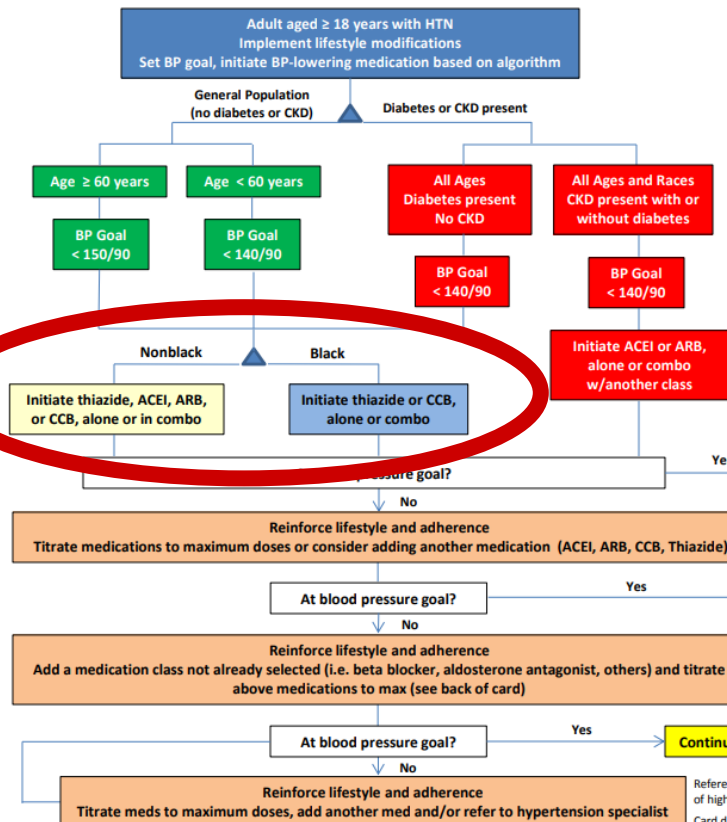 Adult aged ≥ 18 years with HTN
Implement lifestyle modifications
Set BP goal, initiate BP-lowering medication based on algorithm
General Population
(no diabetes or CKD)
Diabetes or CKD present
Age ≥ 60 years
Age < 60 years
All Ages
Diabetes present
No CKD
All Ages and Races
CKD present with or
without diabetes
BP Goal
< 150/90
BP Goal
< 140/90
BP Goal
< 140/90
BP Goal
< 140/90
Nonblack
Black
Initiate thiazide, ACEI, ARB,
or CCB, alone or in combo
Initiate thiazide or CCB,
alone or combo
Initiate ACEI or ARB,
alone or combo
w/another class
pressure goal?
Ye
No
Reinforce lifestyle and adherence
Titrate medications to maximum doses or consider adding another medication (ACEI, ARB, CCB, Thiazide)
At blood pressure goal?
Yes
No
Reinforce lifestyle and adherence
Add a medication class not already selected (i.e. beta blocker, aldosterone antagonist, others) and titrate
above medications to max (see back of card)
At blood pressure goal?
Yes
Continu
No
Reinforce lifestyle and adherence
Titrate meds to maximum doses, add another med and/or refer to hypertension specialist
Refere
of high
Card d